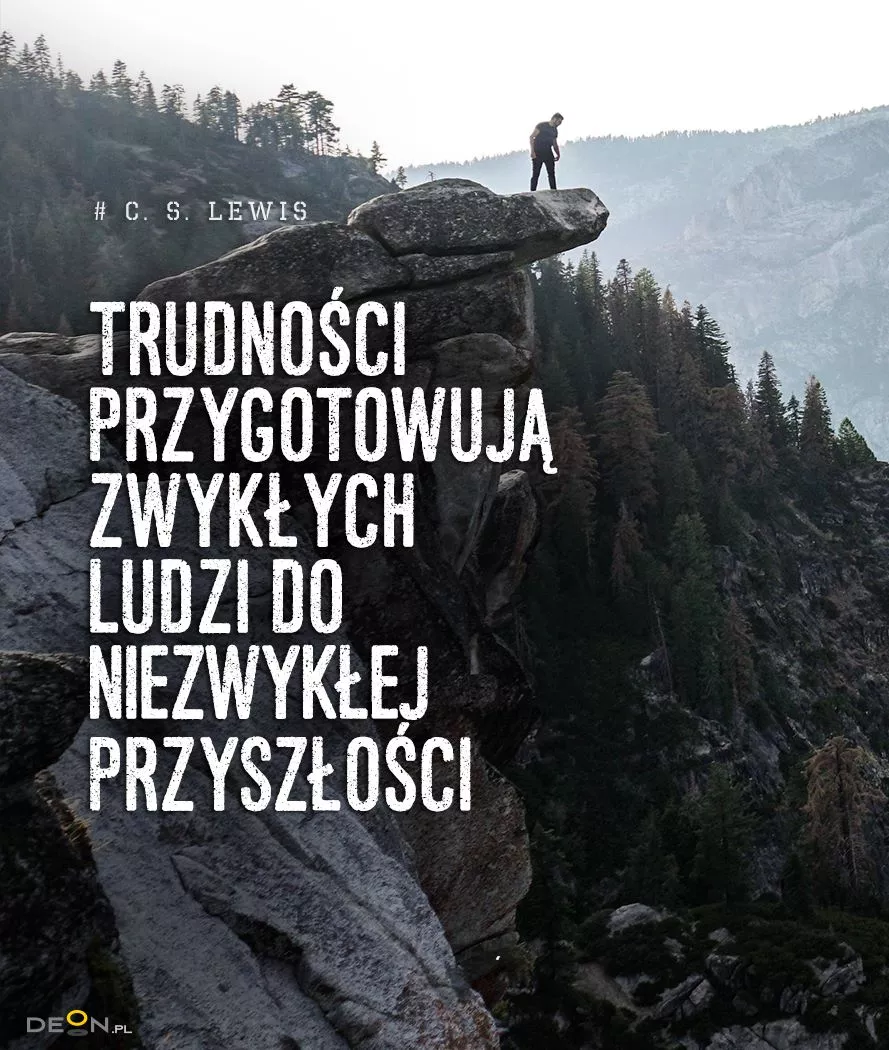 # C. S. LEWIS
TRUDNOŚCI
PRZYGOTOWUJĄ
ZWYKŁYCH
LUDZI DO
NIEZWYKŁEJ
PRZYSZŁOŚCI
DEON.PL